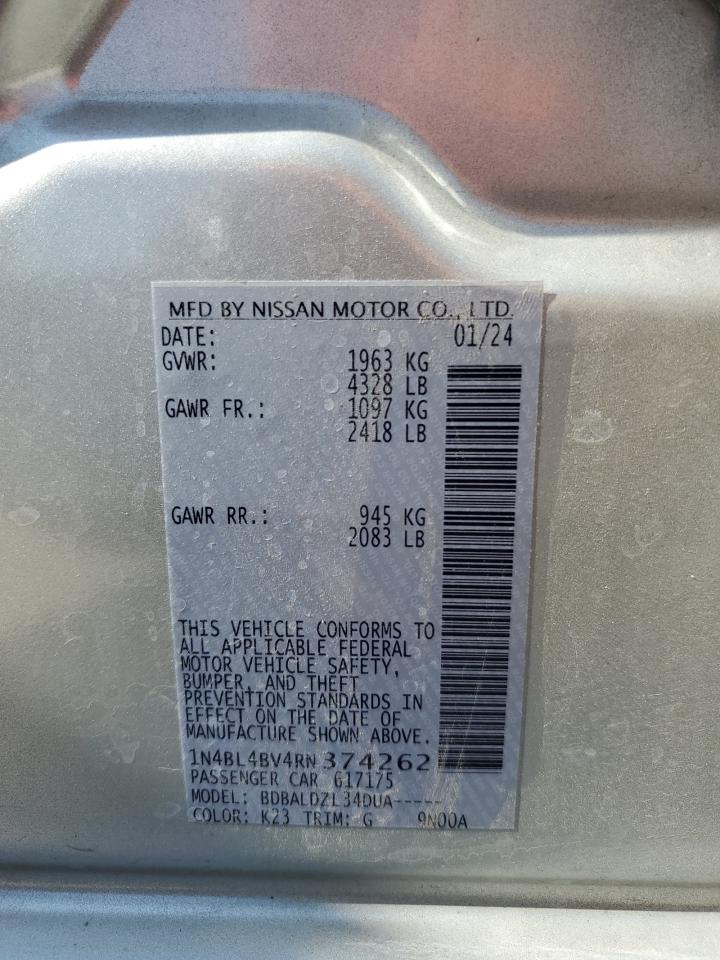 MFD BY NISSAN MOTOR CO., LTD.
DATE: 01/24
GVWR: 1963 KG
4328 LB
GAWR FR.: 1097 KG
2418 LB
GAWR RR.: 945 KG
2083 LB
THIS VEHICLE CONFORMS TO
ALL APPLICABLE FEDERAL
MOTOR VEHICLE SAFETY,
BUMPER, AND THEFT
PREVENTION STANDARDS IN
EFFECT ON THE DATE OF
MANUFACTURE SHOWN ABOVE.
1N4BL4BV4RN374262
PASSENGER CAR 617175
MODEL: BDBALDZL34DUA-----
COLOR: K23 TRIM: G 9N00A